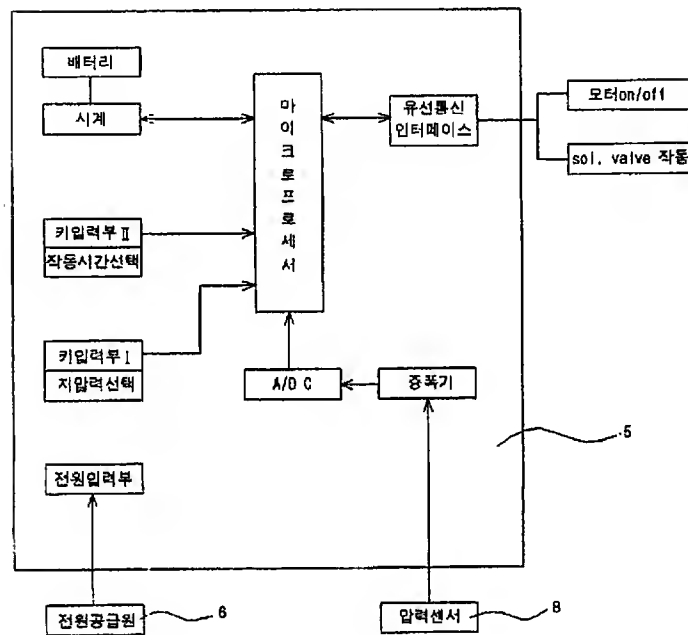 배터리
시계
마이크로프로세서
유선통신
인터페이스
모터on/off
sol. valve 작동
키입력부 Ⅱ
작동시간선택
키입력부 Ⅰ
지압력선택
A/D C
증폭기
5
전원입력부
전원공급원
6
압력센서
8